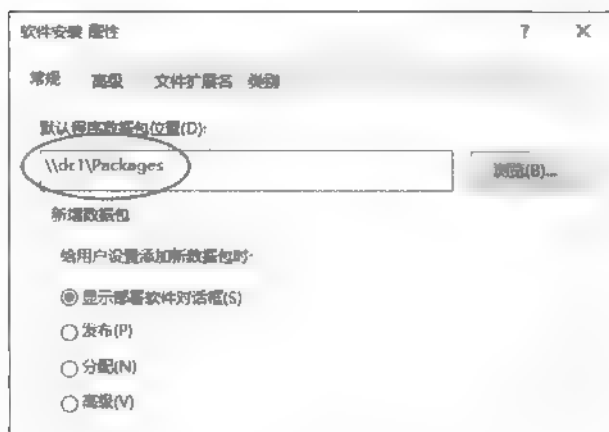 软件安装 属性 ? ×
常规 高级 文件扩展名 类别
默认程序数据包位置(D):
\\dc1\Packages 浏览(B)...
新增数据包
给用户设置添加新数据包时:
显示部署软件对话框(S)
发布(P)
分配(N)
高级(V)